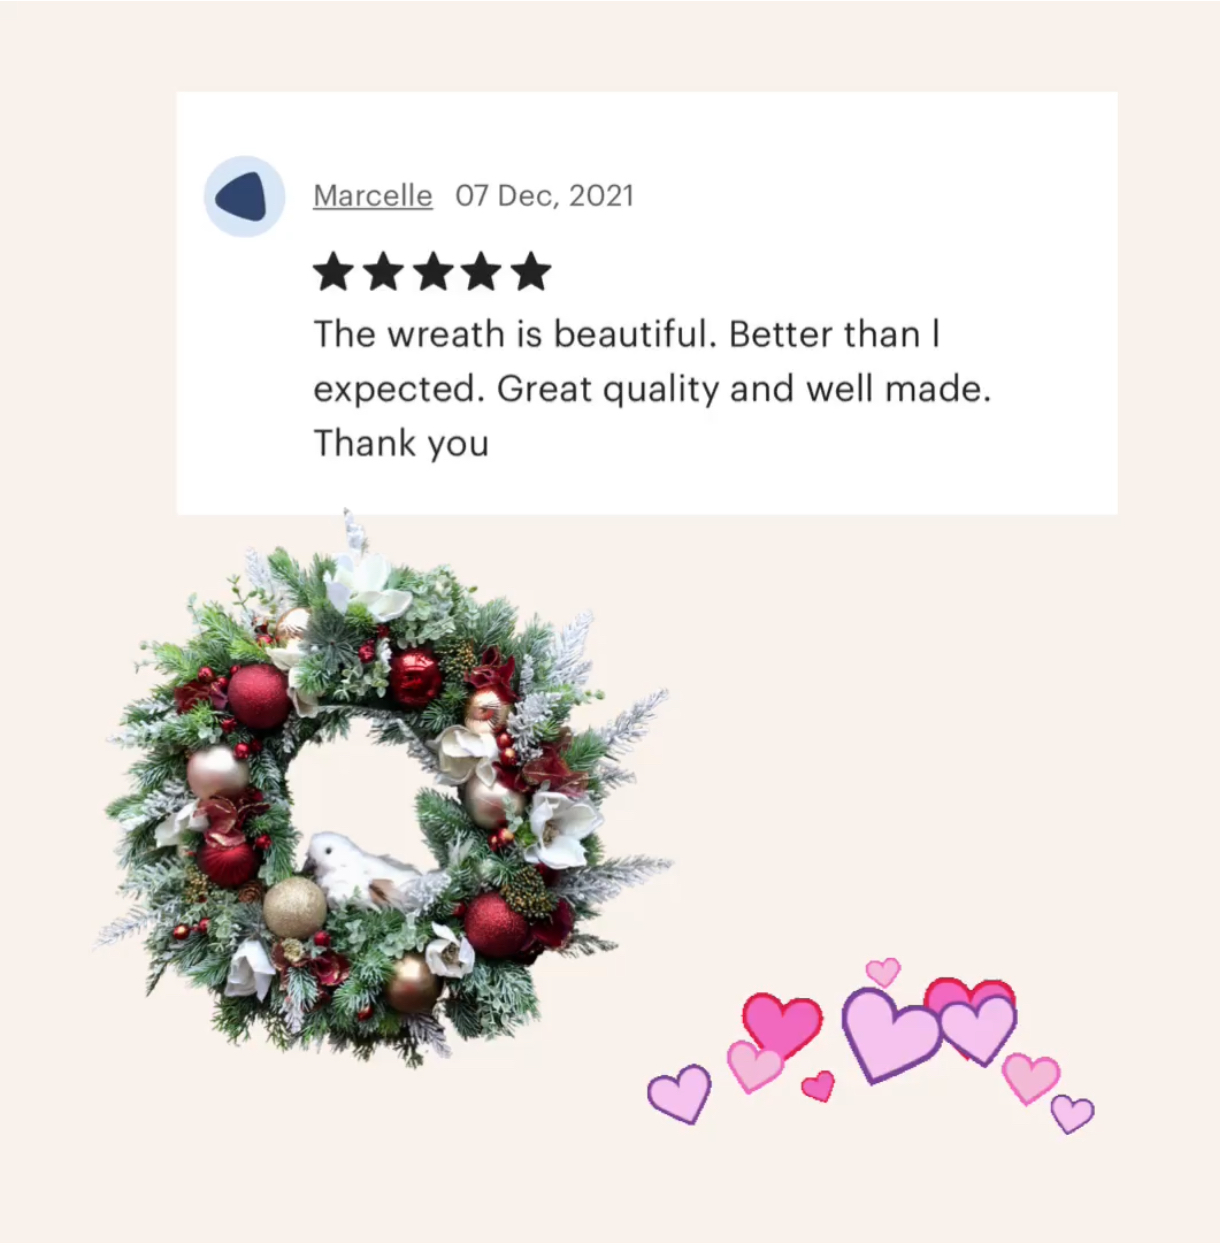 Marcelle 07 Dec, 2021
The wreath is beautiful. Better than I
expected. Great quality and well made.
Thank you